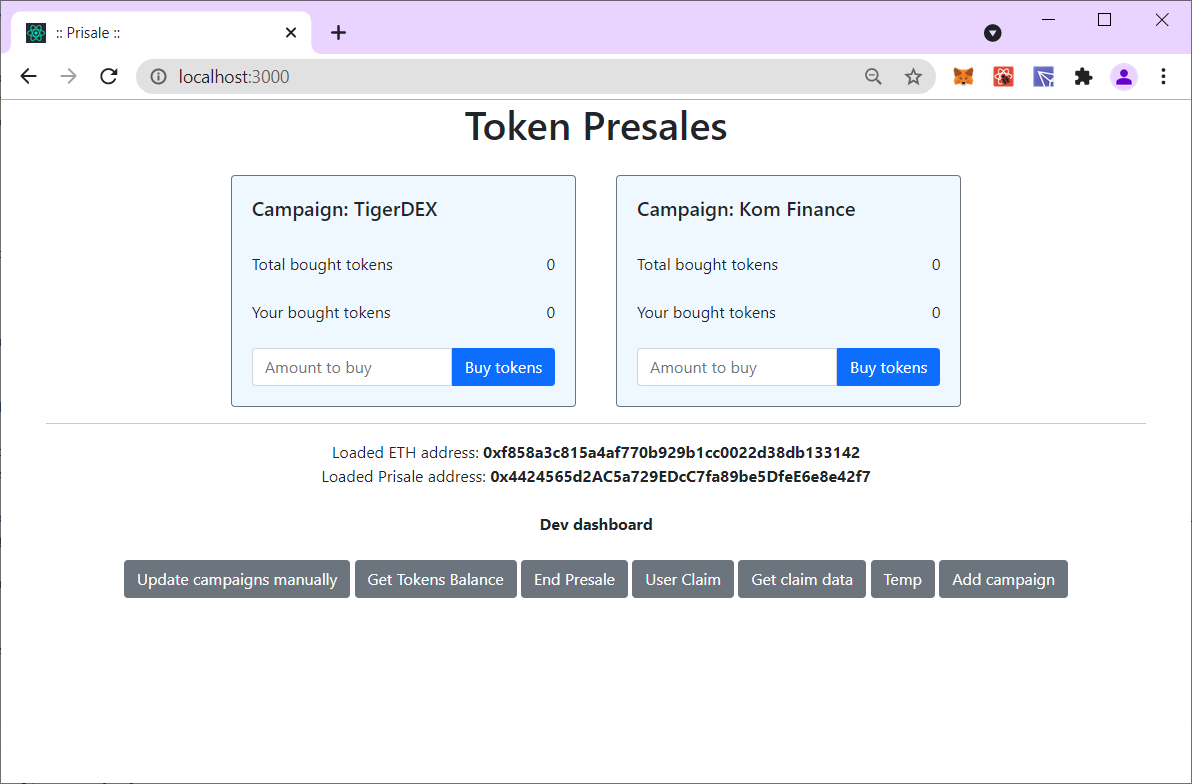 :: Prisale ::
localhost:3000
Token Presales
Campaign: TigerDEX
Total bought tokens 0
Your bought tokens 0
Amount to buy Buy tokens
Campaign: Kom Finance
Total bought tokens 0
Your bought tokens 0
Amount to buy Buy tokens
Loaded ETH address: 0xf858a3c815a4af770b929b1cc0022d38db133142
Loaded Prisale address: 0x4424565d2AC5a729EDcC7fa89be5DfeE6e8e42f7
Dev dashboard
Update campaigns manually Get Tokens Balance End Presale User Claim Get claim data Temp Add campaign